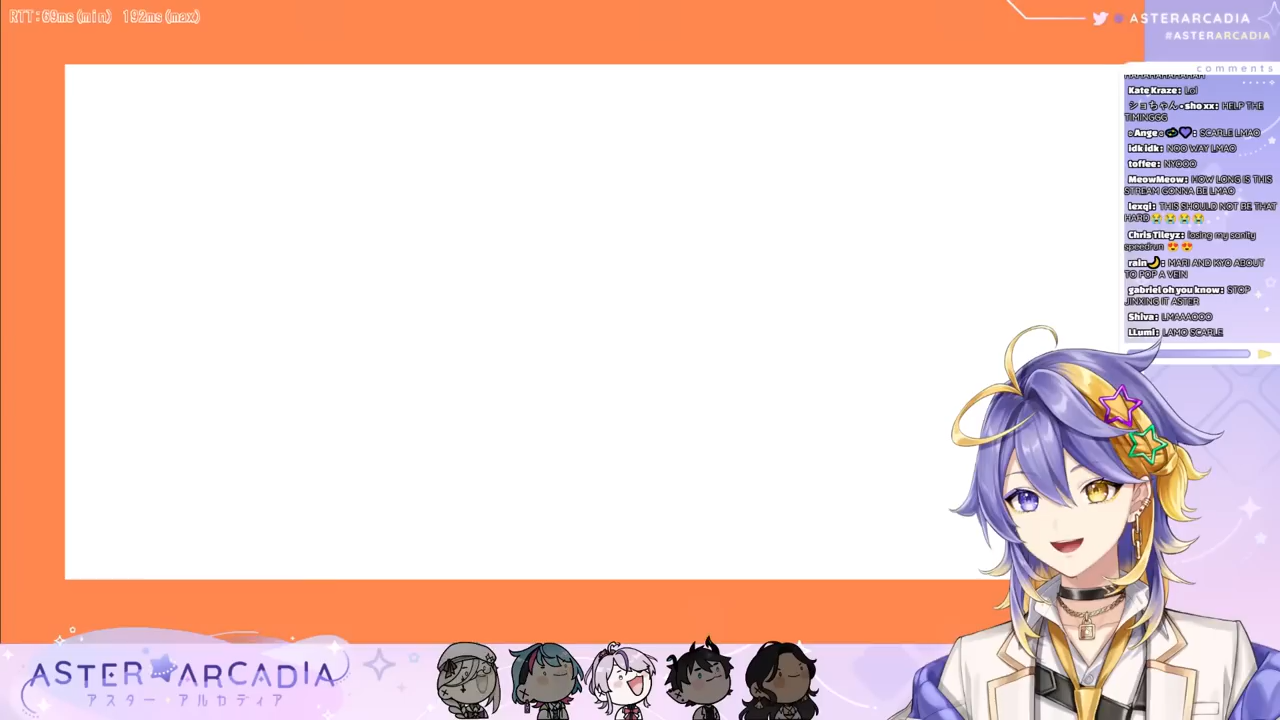 RTT:69ms(min) 192ms(max)
ASTERARCADIA
#ASTERARCADIA
comments
HAHAHAHAHAHAH
Kate Kraze: Lol
ショちゃん•sho xx: HELP THE
TIMINGGG
Ange: SCARLE LMAO
idk idk: NOO WAY LMAO
toffee: NYOOO
MeowMeow: HOW LONG IS THIS
STREAM GONNA BE LMAO
lexql: THIS SHOULD NOT BE THAT
HARD 😭 😭 😭 😭
Chris Tleyz: losing my sanity
speedrun 😍 😍
rain🌙: MARI AND KYO ABOUT
TO POP A VEIN
gabriel oh you know: STOP
JINXING IT ASTER
Shiva: LMAAAOOO
LLumi: LAMO SCARLE
ASTER ARCADIA
アスター・アルカディア